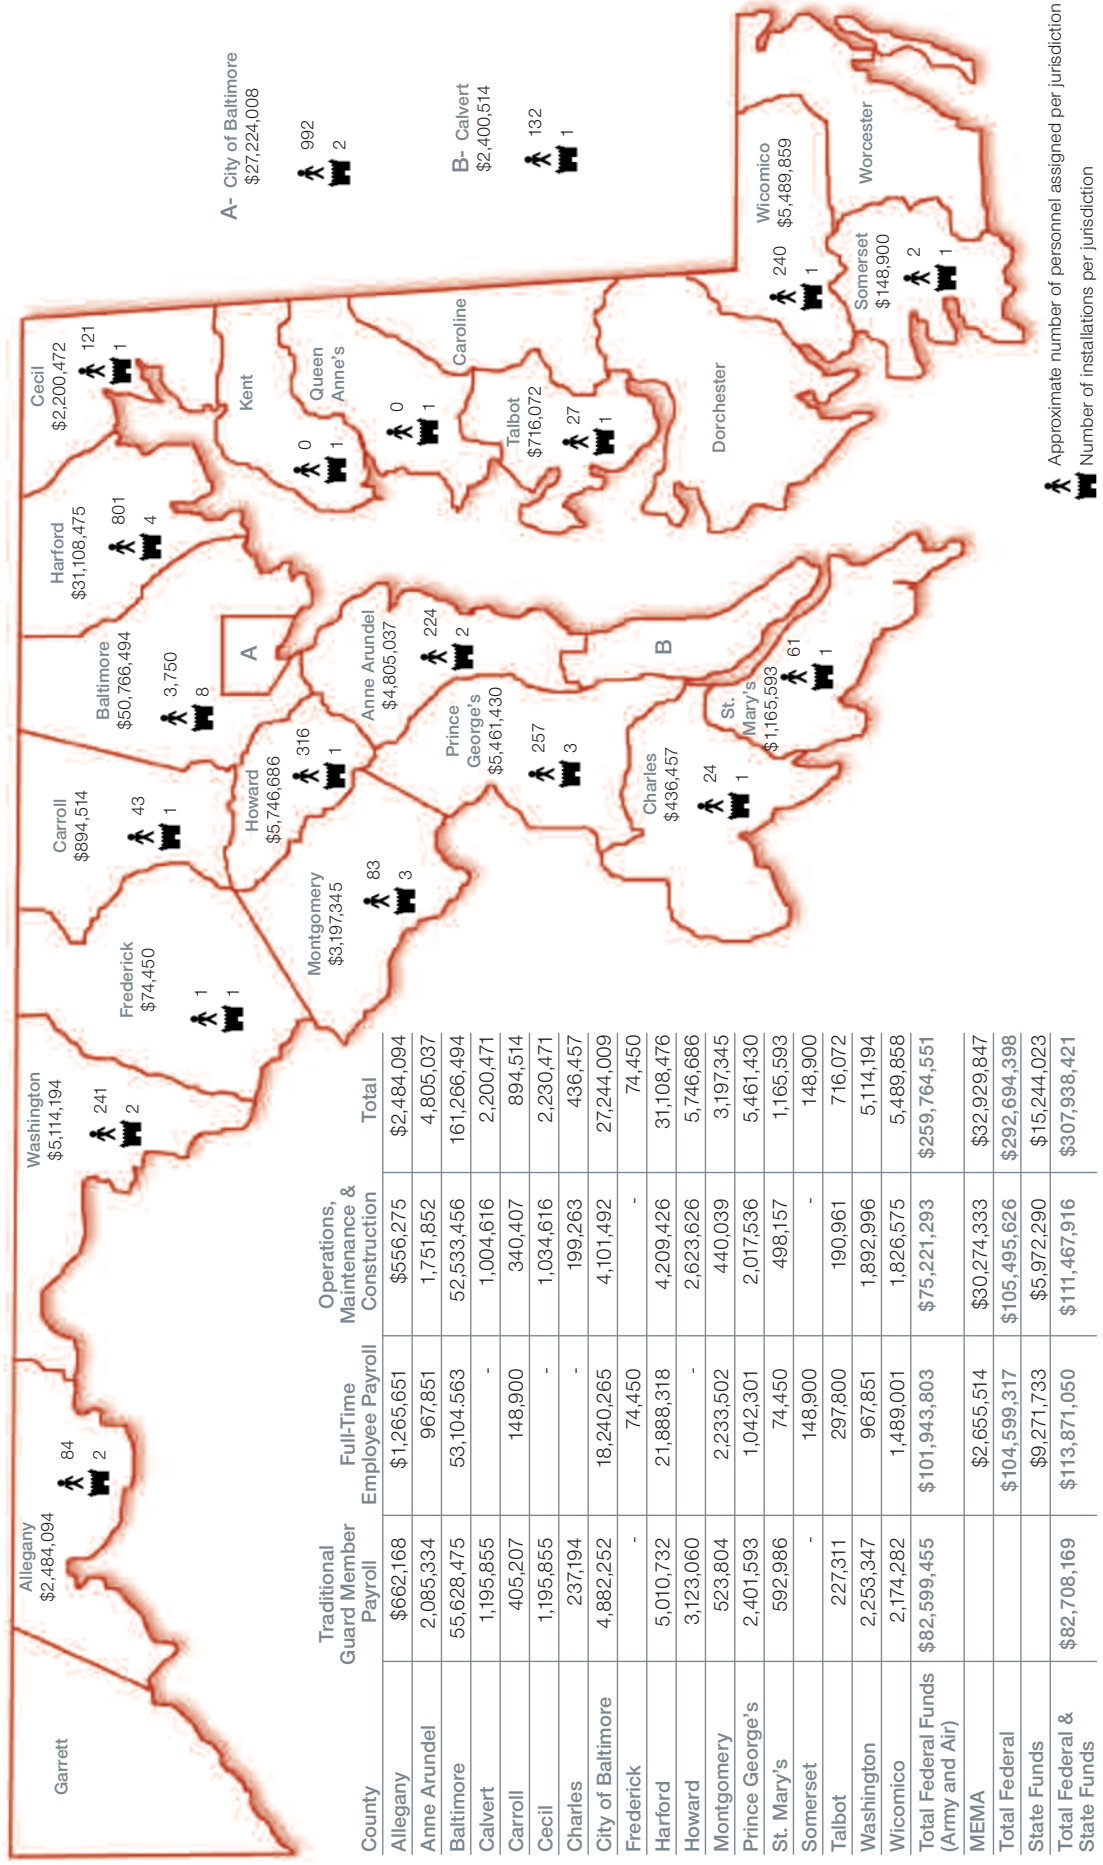 Garrett
Allegany
$2,484,094
84
2
Washington
$5,114,194
241
2
Frederick
$74,450
1
1
Carroll
$894,514
43
1
Baltimore
$50,766,494
3,750
8
Harford
$31,108,475
801
4
Cecil
$2,200,472
121
1
A- City of Baltimore
$27,224,008
992
2
B- Calvert
$2,400,514
132
1
Montgomery
$3,197,345
83
3
Howard
$5,746,686
316
1
A
Anne Arundel
$4,805,037
224
2
Prince
George's
$5,461,430
257
3
B
Charles
$436,457
24
1
St.
Mary's
$1,165,593
61
1
Kent
0
1
Queen
Anne's
0
1
Caroline
Talbot
$716,072
27
1
Dorchester
Wicomico
$5,489,859
240
1
Somerset
$148,900
2
1
Worcester
Approximate number of personnel assigned per jurisdiction
Number of installations per jurisdiction
County Traditional Guard Member Payroll Full-Time Employee Payroll Operations, Maintenance & Construction Total
Allegany $662,168 $1,265,651 $556,275 $2,484,094
Anne Arundel 2,085,334 967,851 1,751,852 4,805,037
Baltimore 55,628,475 53,104.563 52,533,456 161,266,494
Calvert 1,195,855 - 1,004,616 2,200,471
Carroll 405,207 148,900 340,407 894,514
Cecil 1,195,855 - 1,034,616 2,230,471
Charles 237,194 - 199,263 436,457
City of Baltimore 4,882,252 18,240,265 4,101,492 27,244,009
Frederick - 74,450 - 74,450
Harford 5,010,732 21,888,318 4,209,426 31,108,476
Howard 3,123,060 - 2,623,626 5,746,686
Montgomery 523,804 2,233,502 440,039 3,197,345
Prince George's 2,401,593 1,042,301 2,017,536 5,461,430
St. Mary's 592,986 74,450 498,157 1,165,593
Somerset - 148,900 - 148,900
Talbot 227,311 297,800 190,961 716,072
Washington 2,253,347 967,851 1,892,996 5,114,194
Wicomico 2,174,282 1,489,001 1,826,575 5,489,858
Total Federal Funds
(Army and Air) $82,599,455 $101,943,803 $75,221,293 $259,764,551
MEMA $2,655,514 $30,274,333 $32,929,847
Total Federal $104,599,317 $105,495,626 $292,694,398
State Funds $9,271,733 $5,972,290 $15,244,023
Total Federal &
State Funds $82,708,169 $113,871,050 $111,467,916 $307,938,421